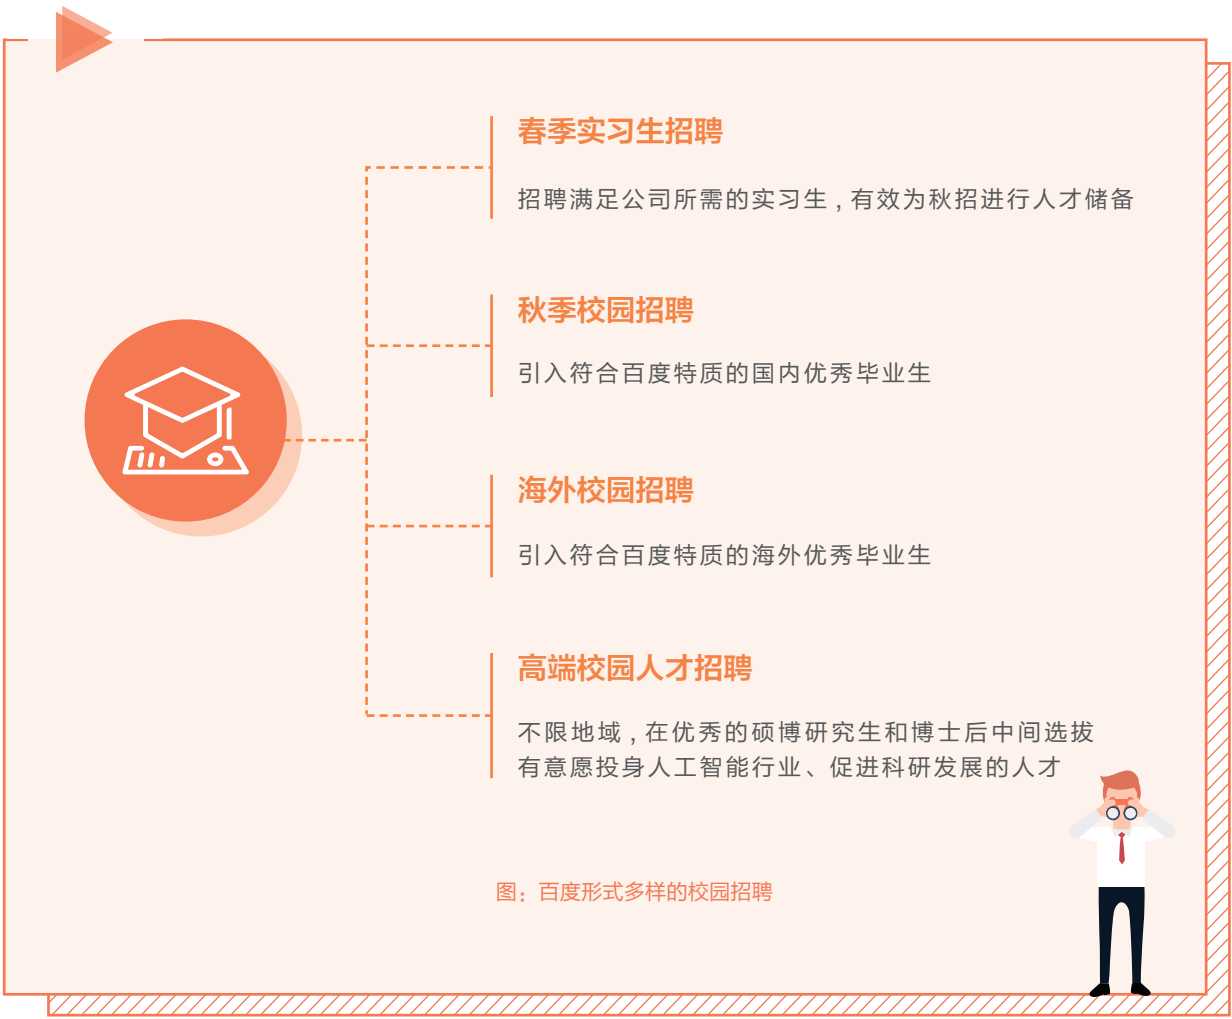 春季实习生招聘
招聘满足公司所需的实习生,有效为秋招进行人才储备
秋季校园招聘
引入符合百度特质的国内优秀毕业生
海外校园招聘
引入符合百度特质的海外优秀毕业生
高端校园人才招聘
不限地域,在优秀的硕博研究生和博士后中间选拔
有意愿投身人工智能行业、促进科研发展的人才
图：百度形式多样的校园招聘